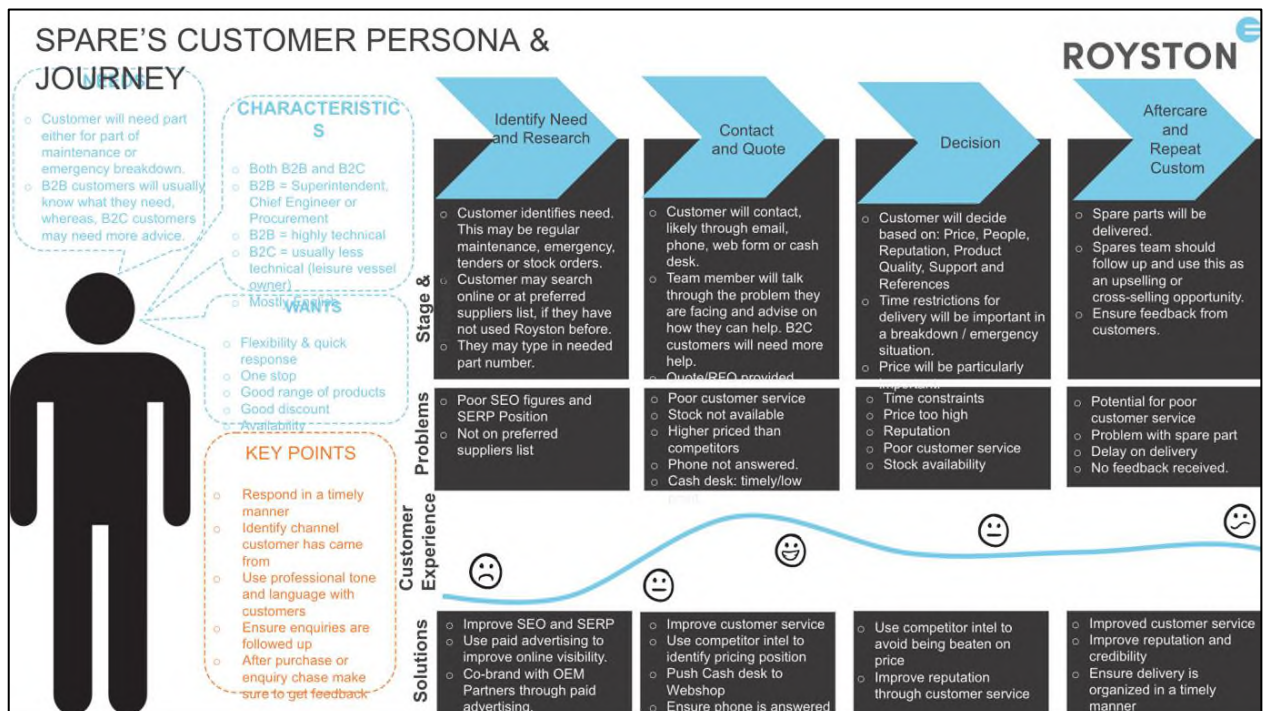 SPARE'S CUSTOMER PERSONA &
JOURNEY
ROYSTON
NEEDS
○ Customer will need part
either for part of
maintenance or
emergency breakdown.
○ B2B customers will usually
know what they need,
whereas, B2C customers
may need more advice.
CHARACTERISTIC
S
○ Both B2B and B2C
○ B2B = Superintendent,
Chief Engineer or
Procurement
○ B2B = highly technical
○ B2C = usually less
technical (leisure vessel
owner)
○ Mostly English
WANTS
○ Flexibility & quick
response
○ One stop
○ Good range of products
○ Good discount
○ Availability
KEY POINTS
○ Respond in a timely
manner
○ Identify channel
customer has came
from
○ Use professional tone
and language with
customers
○ Ensure enquiries are
followed up
○ After purchase or
enquiry chase make
sure to get feedback
Identify Need
and Research
Contact
and Quote
Decision
Aftercare
and
Repeat
Custom
Stage &
○ Customer identifies need.
This may be regular
maintenance, emergency,
tenders or stock orders.
○ Customer may search
online or at preferred
suppliers list, if they have
not used Royston before.
○ They may type in needed
part number.
○ Customer will contact,
likely through email,
phone, web form or cash
desk.
○ Team member will talk
through the problem they
are facing and advise on
how they can help. B2C
customers will need more
help.
○ Quote/RFQ provided
○ Customer will decide
based on: Price, People,
Reputation, Product
Quality, Support and
References
○ Time restrictions for
delivery will be important in
a breakdown / emergency
situation.
○ Price will be particularly
important.
○ Spare parts will be
delivered.
○ Spares team should
follow up and use this as
an upselling or
cross-selling opportunity.
○ Ensure feedback from
customers.
Problems
○ Poor SEO figures and
SERP Position
○ Not on preferred
suppliers list
○ Poor customer service
○ Stock not available
○ Higher priced than
competitors
○ Phone not answered.
○ Cash desk: timely/low
○ Time constraints
○ Price too high
○ Reputation
○ Poor customer service
○ Stock availability
○ Potential for poor
customer service
○ Problem with spare part
○ Delay on delivery
○ No feedback received.
Customer
Experience
Solutions
○ Improve SEO and SERP
○ Use paid advertising to
improve online visibility.
○ Co-brand with OEM
Partners through paid
advertising.
○ Improve customer service
○ Use competitor intel to
identify pricing position
○ Push Cash desk to
Webshop
○ Ensure phone is answered
○ Use competitor intel to
avoid being beaten on
price
○ Improve reputation
through customer service
○ Improved customer service
○ Improve reputation and
credibility
○ Ensure delivery is
organized in a timely
manner